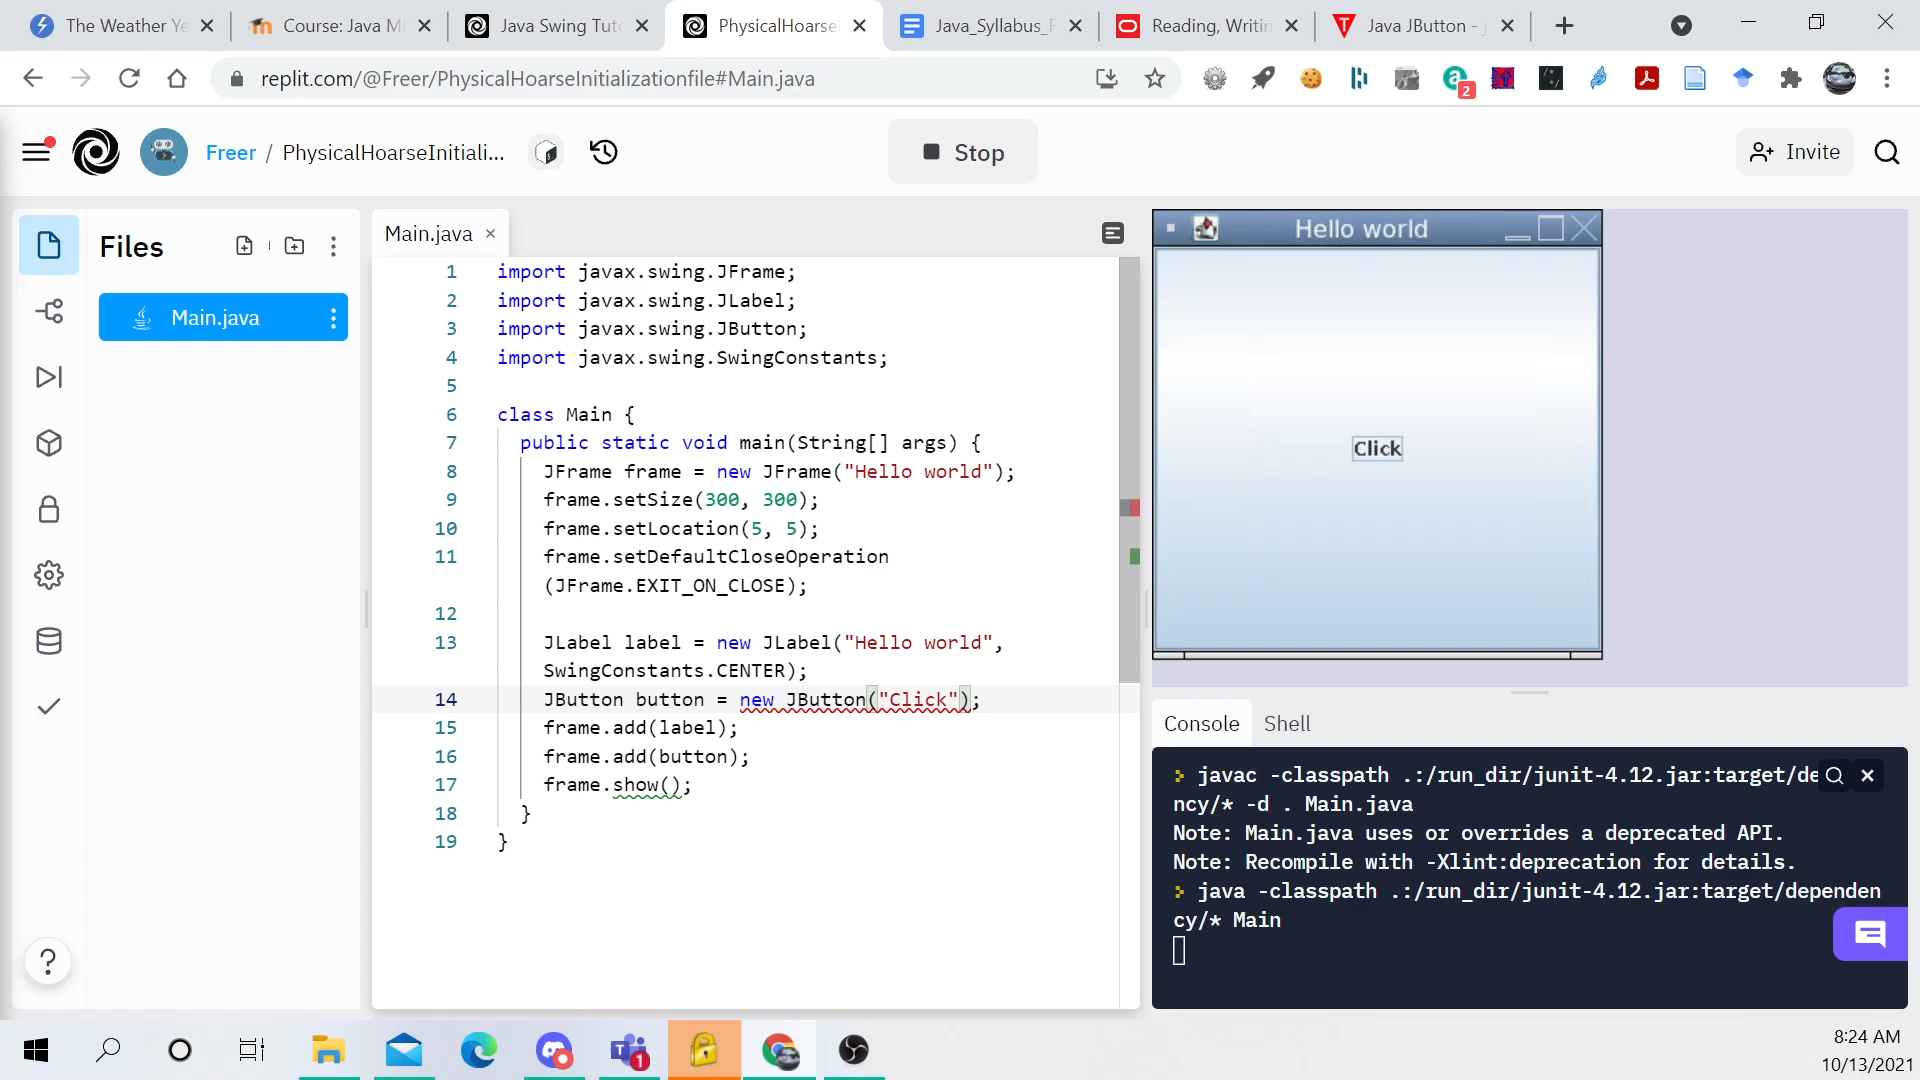 The Weather Ye
Course: Java M
Java Swing Tut
PhysicalHoarse
Java_Syllabus_F
Reading, Writin
Java JButton - j
replit.com/@Freer/PhysicalHoarseInitializationfile#Main.java
2
Freer / PhysicalHoarseInitiali...
Stop
Invite
Files
Main.java
Main.java
1 import javax.swing.JFrame;
2 import javax.swing.JLabel;
3 import javax.swing.JButton;
4 import javax.swing.SwingConstants;
5
6 class Main {
7 public static void main(String[] args) {
8 JFrame frame = new JFrame("Hello world");
9 frame.setSize(300, 300);
10 frame.setLocation(5, 5);
11 frame.setDefaultCloseOperation
(JFrame.EXIT_ON_CLOSE);
12
13 JLabel label = new JLabel("Hello world",
SwingConstants.CENTER);
14 JButton button = new JButton("Click");
15 frame.add(label);
16 frame.add(button);
17 frame.show();
18 }
19 }
Hello world
Click
Console Shell
> javac -classpath .:/run_dir/junit-4.12.jar:target/de
ncy/* -d . Main.java
Note: Main.java uses or overrides a deprecated API.
Note: Recompile with -Xlint:deprecation for details.
> java -classpath .:/run_dir/junit-4.12.jar:target/dependen
cy/* Main
?
1
8:24 AM
10/13/2021